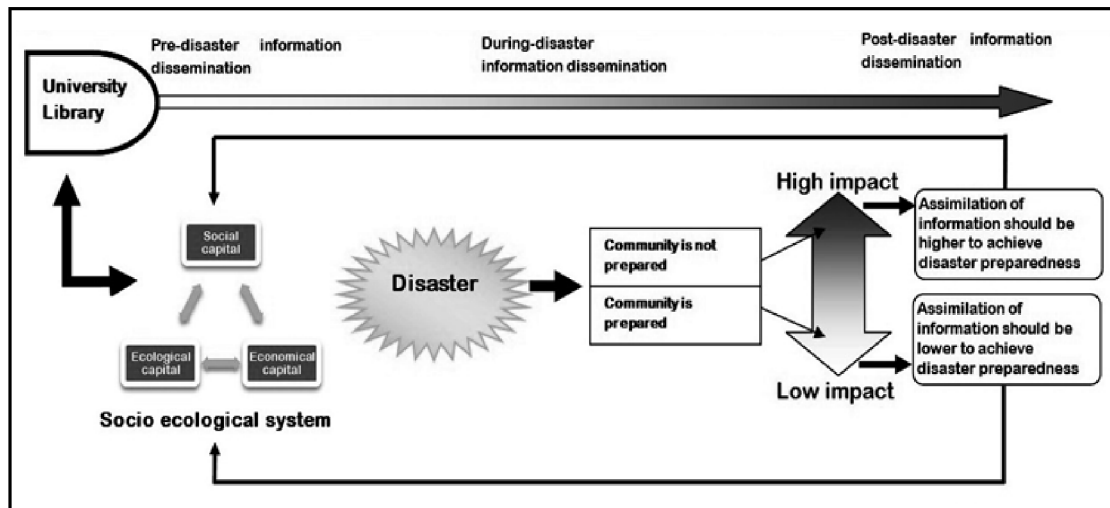 Pre-disaster information
dissemination
During-disaster
information dissemination
Post-disaster information
dissemination
University
Library
High impact
Assimilation of
information should be
higher to achieve
disaster preparedness
Social
capital
Community is not
prepared
Disaster
Community is
prepared
Assimilation of
information should be
lower to achieve
disaster preparedness
Ecological
capital
Economical
capital
Low impact
Socio ecological system